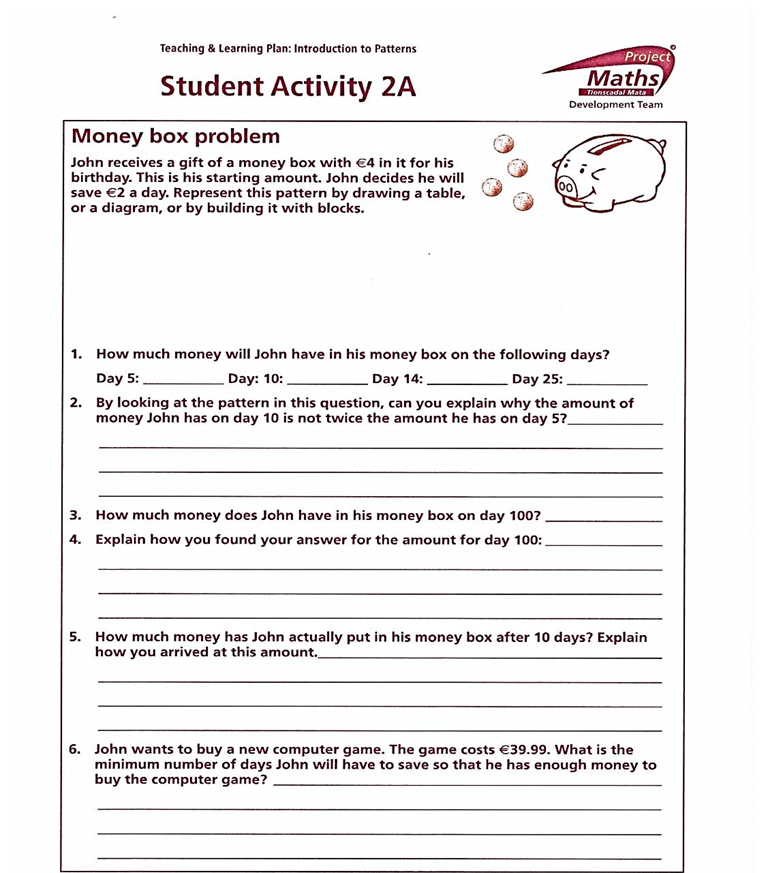 Teaching & Learning Plan: Introduction to Patterns
Student Activity 2A
Project
Maths
Tionscadal Mata
Development Team
Money box problem
John receives a gift of a money box with €4 in it for his
birthday. This is his starting amount. John decides he will
save €2 a day. Represent this pattern by drawing a table,
or a diagram, or by building it with blocks.
1. How much money will John have in his money box on the following days?
Day 5: __________ Day: 10: __________ Day 14: __________ Day 25: __________
2. By looking at the pattern in this question, can you explain why the amount of
money John has on day 10 is not twice the amount he has on day 5?____________
3. How much money does John have in his money box on day 100? ______________
4. Explain how you found your answer for the amount for day 100: ______________
5. How much money has John actually put in his money box after 10 days? Explain
how you arrived at this amount.__________________________________________
6. John wants to buy a new computer game. The game costs €39.99. What is the
minimum number of days John will have to save so that he has enough money to
buy the computer game? ________________________________________________